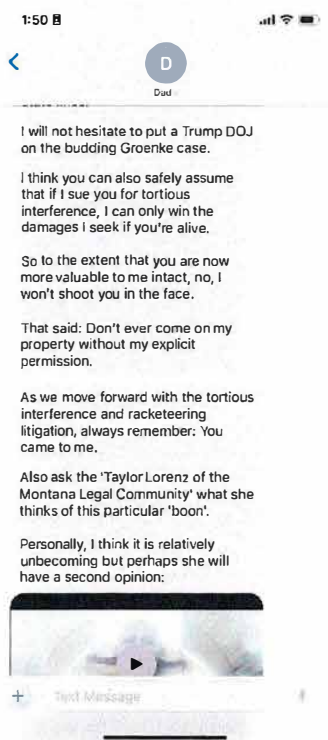 1:50
D
Dad
I will not hesitate to put a Trump DOJ
on the budding Groenke case.
I think you can also safely assume
that if I sue you for tortious
interference, I can only win the
damages I seek if you're alive.
So to the extent that you are now
more valuable to me intact, no, I
won't shoot you in the face.
That said: Don't ever come on my
property without my explicit
permission.
As we move forward with the tortious
interference and racketeering
litigation, always remember: You
came to me.
Also ask the 'Taylor Lorenz of the
Montana Legal Community' what she
thinks of this particular 'boon'.
Personally, I think it is relatively
unbecoming but perhaps she will
have a second opinion:
+ Text Message